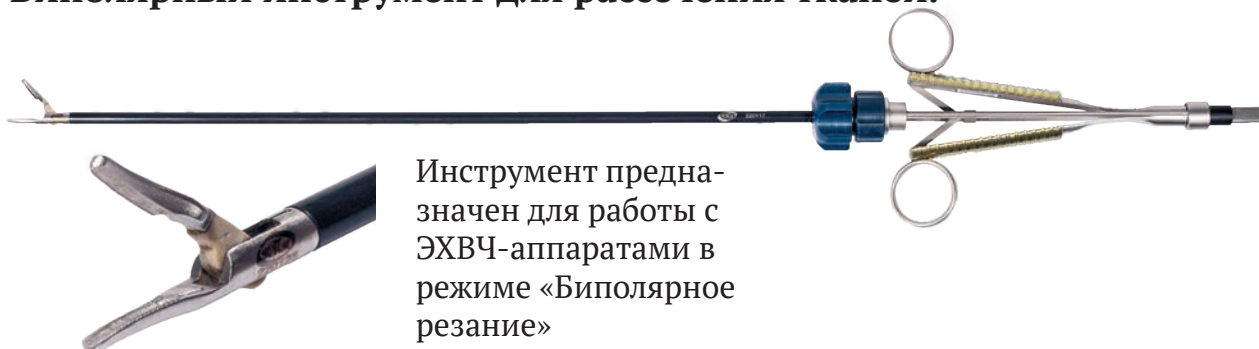 Биполярный инструмент для рассечения тканей.
Инструмент предна-
значен для работы с
ЭХВЧ-аппаратами в
режиме «Биполярное
резание»